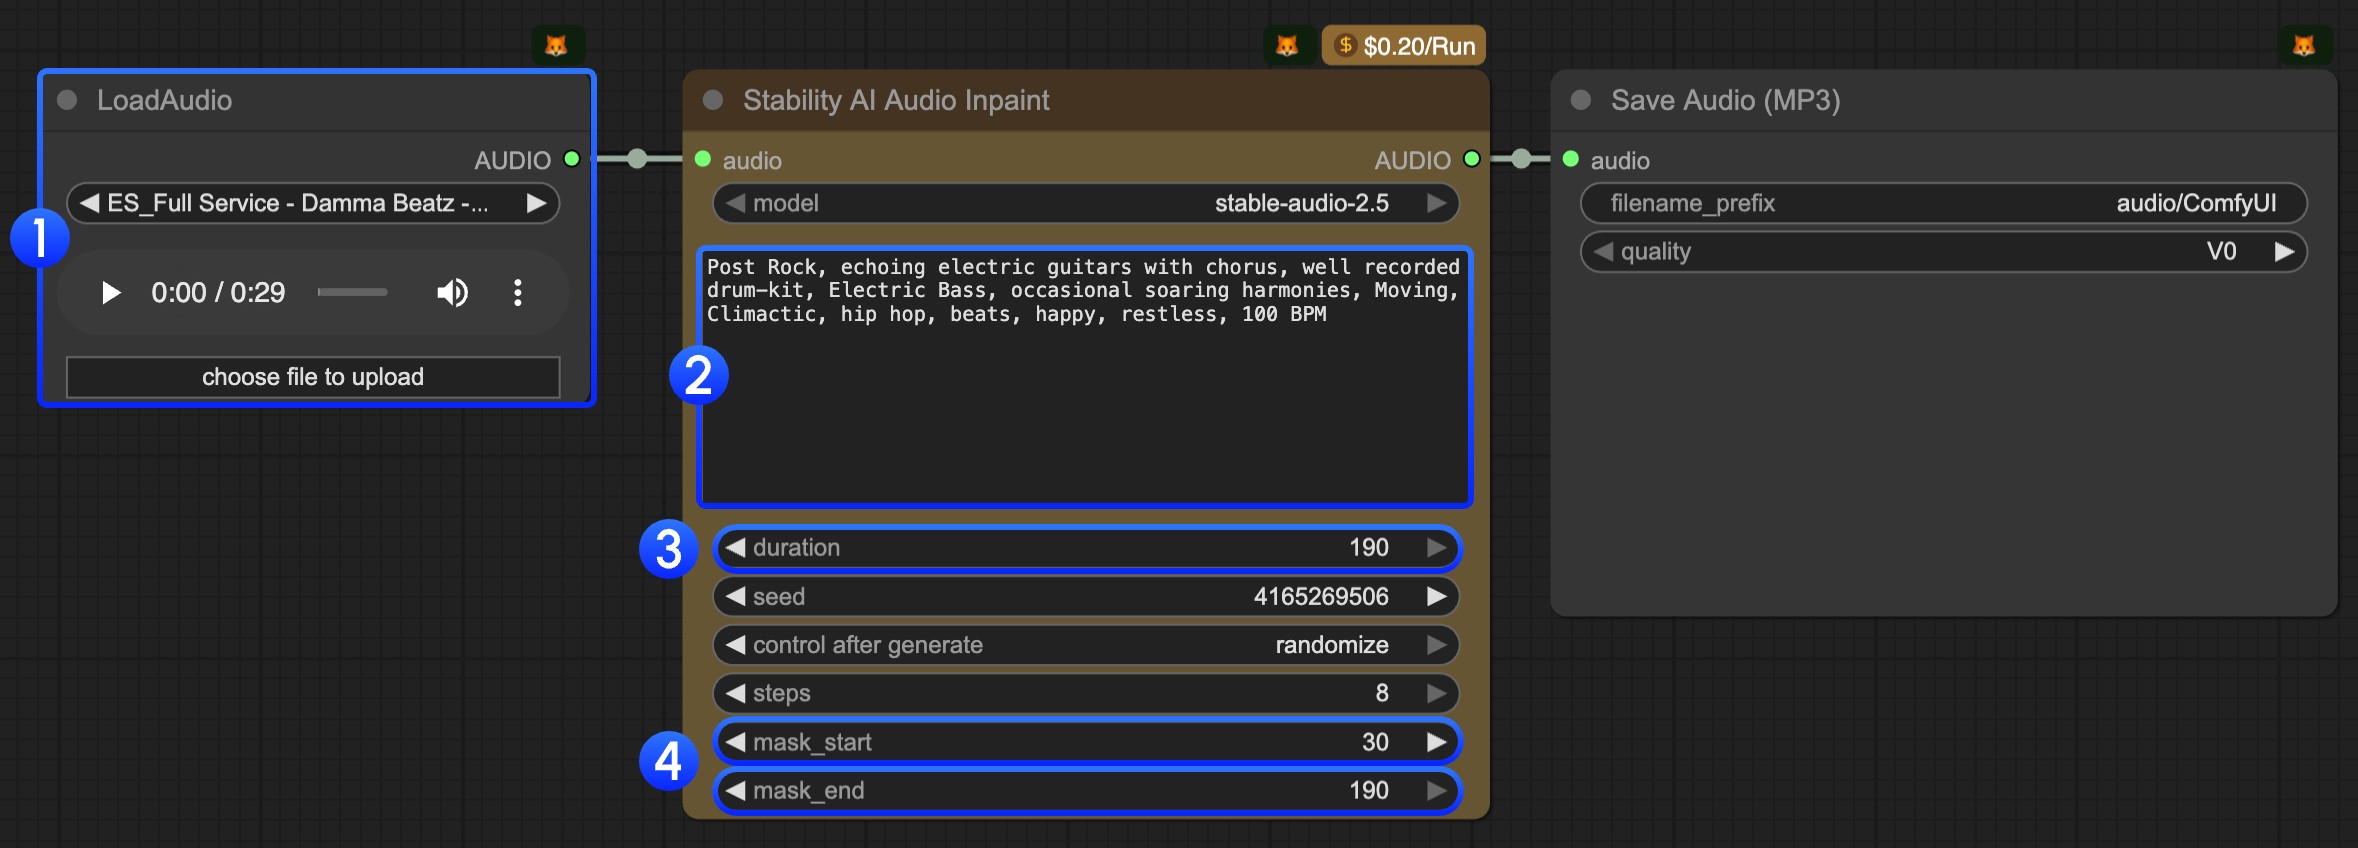 $0.20/Run
LoadAudio
AUDIO
ES_Full Service - Damma Beatz -...
1
0:00 / 0:29
choose file to upload
Stability AI Audio Inpaint
audio
AUDIO
model
stable-audio-2.5
2
Post Rock, echoing electric guitars with chorus, well recorded
drum-kit, Electric Bass, occasional soaring harmonies, Moving,
Climactic, hip hop, beats, happy, restless, 100 BPM
3
duration
190
seed
4165269506
control after generate
randomize
steps
8
4
mask_start
30
mask_end
190
Save Audio (MP3)
audio
filename_prefix
audio/ComfyUI
quality
V0